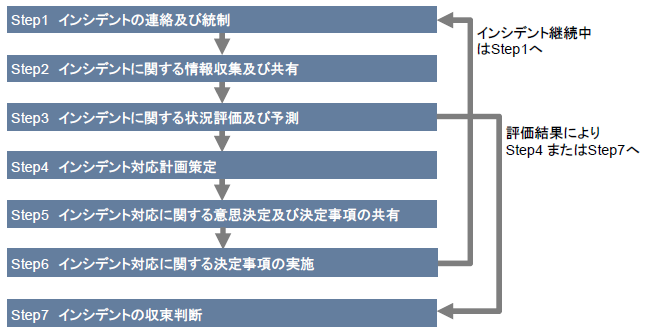 Step1 インシデントの連絡及び統制
インシデント継続中
はStep1へ
Step2 インシデントに関する情報収集及び共有
Step3 インシデントに関する状況評価及び予測
評価結果により
Step4 またはStep7へ
Step4 インシデント対応計画策定
Step5 インシデント対応に関する意思決定及び決定事項の共有
Step6 インシデント対応に関する決定事項の実施
Step7 インシデントの収束判断